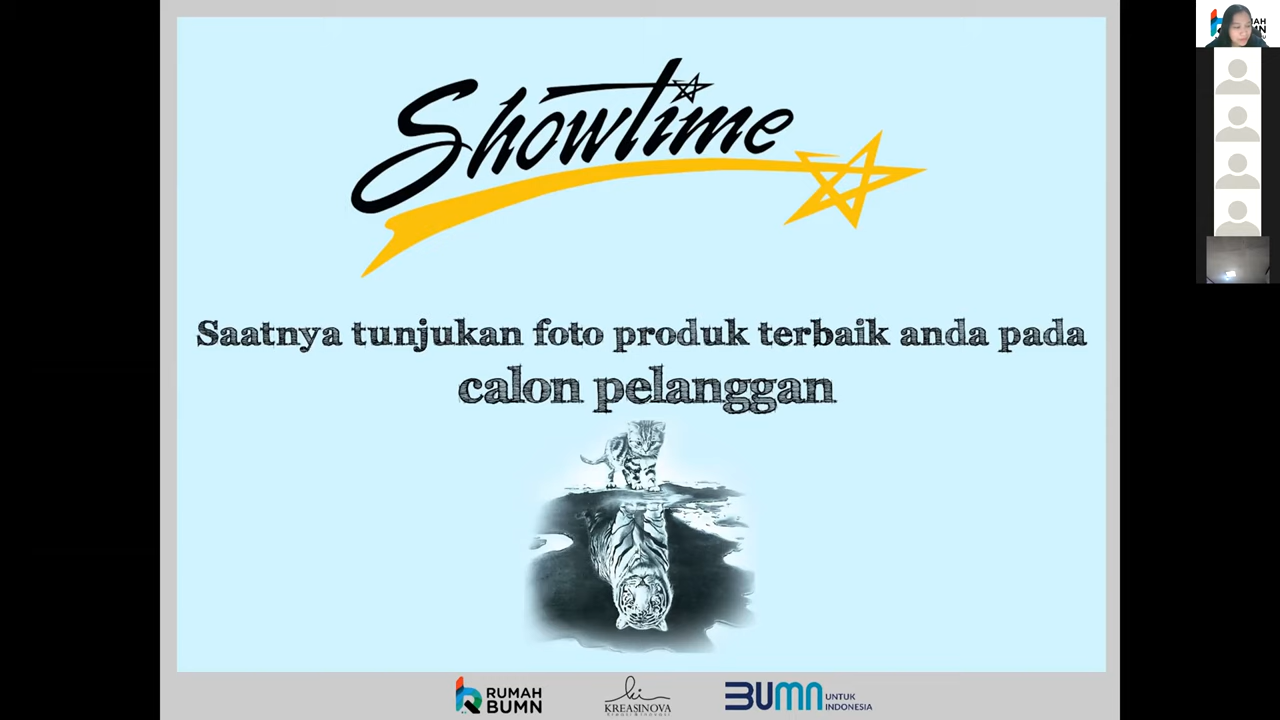 Showtime
Saatnya tunjukan foto produk terbaik anda pada
calon pelanggan
RUMAH
BUMN
KREASINOVA
BUMN
UNTUK
INDONESIA